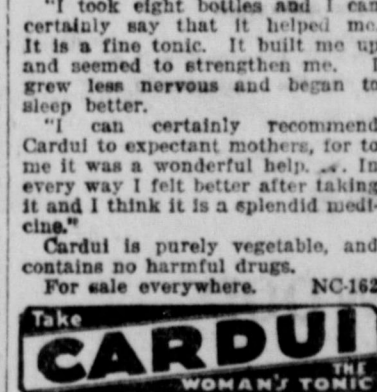 "I took eight bottles and I can
certainly say that it helped me.
It is a fine tonic. It built me up
and seemed to strengthen me. I
grew less nervous and began to
sleep better.
"I can certainly recommend
Cardui to expectant mothers, for to
me it was a wonderful help. . . . In
every way I felt better after taking
it and I think it is a splendid medi-
cine."
Cardui is purely vegetable, and
contains no harmful drugs.
For sale everywhere. NC-162
Take
CARDUI
THE
WOMAN'S TONIC